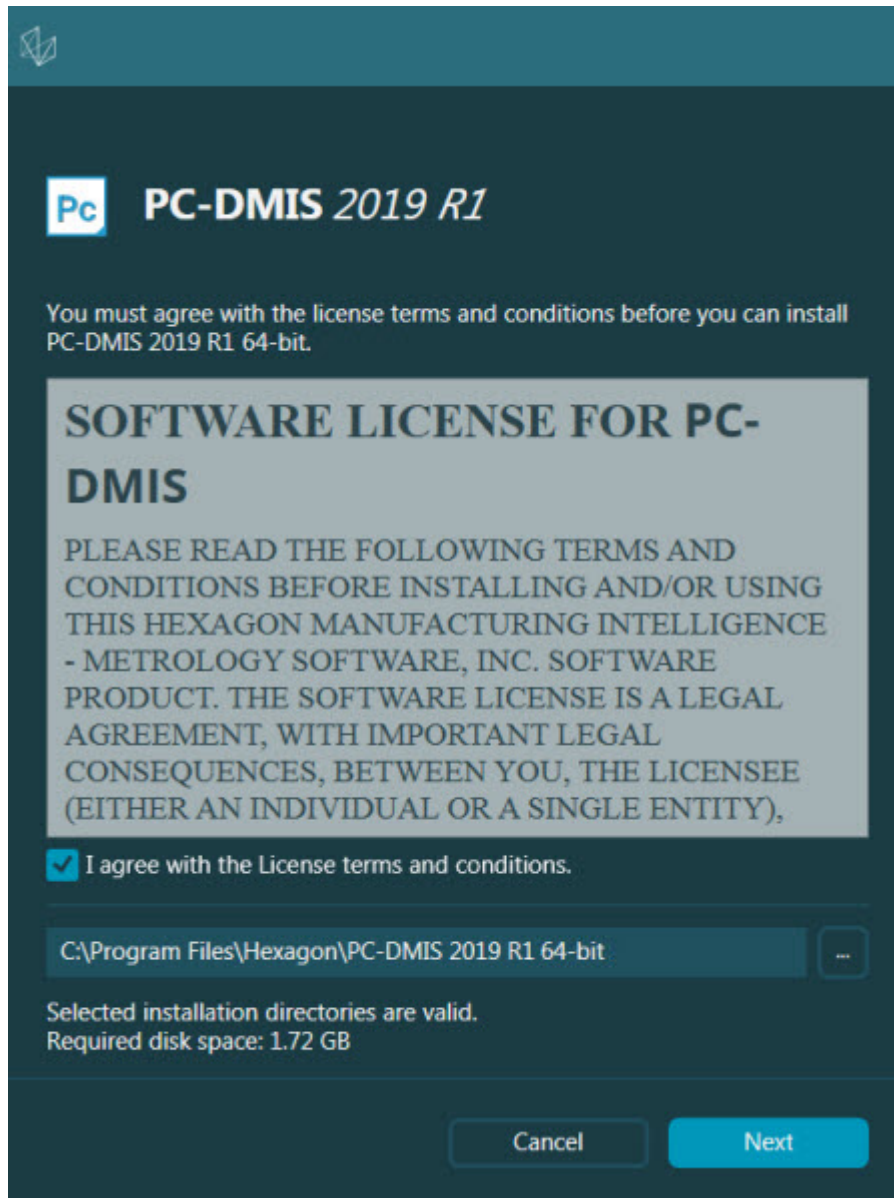 Pc PC-DMIS 2019 R1
You must agree with the license terms and conditions before you can install
PC-DMIS 2019 R1 64-bit.
SOFTWARE LICENSE FOR PC-
DMIS
PLEASE READ THE FOLLOWING TERMS AND
CONDITIONS BEFORE INSTALLING AND/OR USING
THIS HEXAGON MANUFACTURING INTELLIGENCE
- METROLOGY SOFTWARE, INC. SOFTWARE
PRODUCT. THE SOFTWARE LICENSE IS A LEGAL
AGREEMENT, WITH IMPORTANT LEGAL
CONSEQUENCES, BETWEEN YOU, THE LICENSEE
(EITHER AN INDIVIDUAL OR A SINGLE ENTITY),
I agree with the License terms and conditions.
C:\Program Files\Hexagon\PC-DMIS 2019 R1 64-bit ...
Selected installation directories are valid.
Required disk space: 1.72 GB
Cancel Next